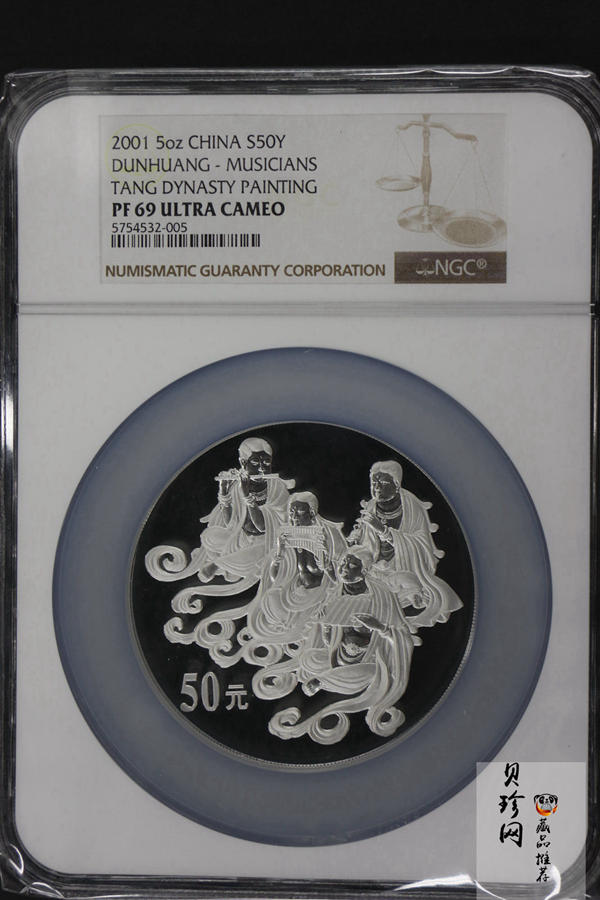 2001 5oz CHINA S50Y
DUNHUANG - MUSICIANS
TANG DYNASTY PAINTING
PF 69 ULTRA CAMEO
5754532-005
NUMISMATIC GUARANTY CORPORATION
NGC®
50元
贝珍网
藏品推荐